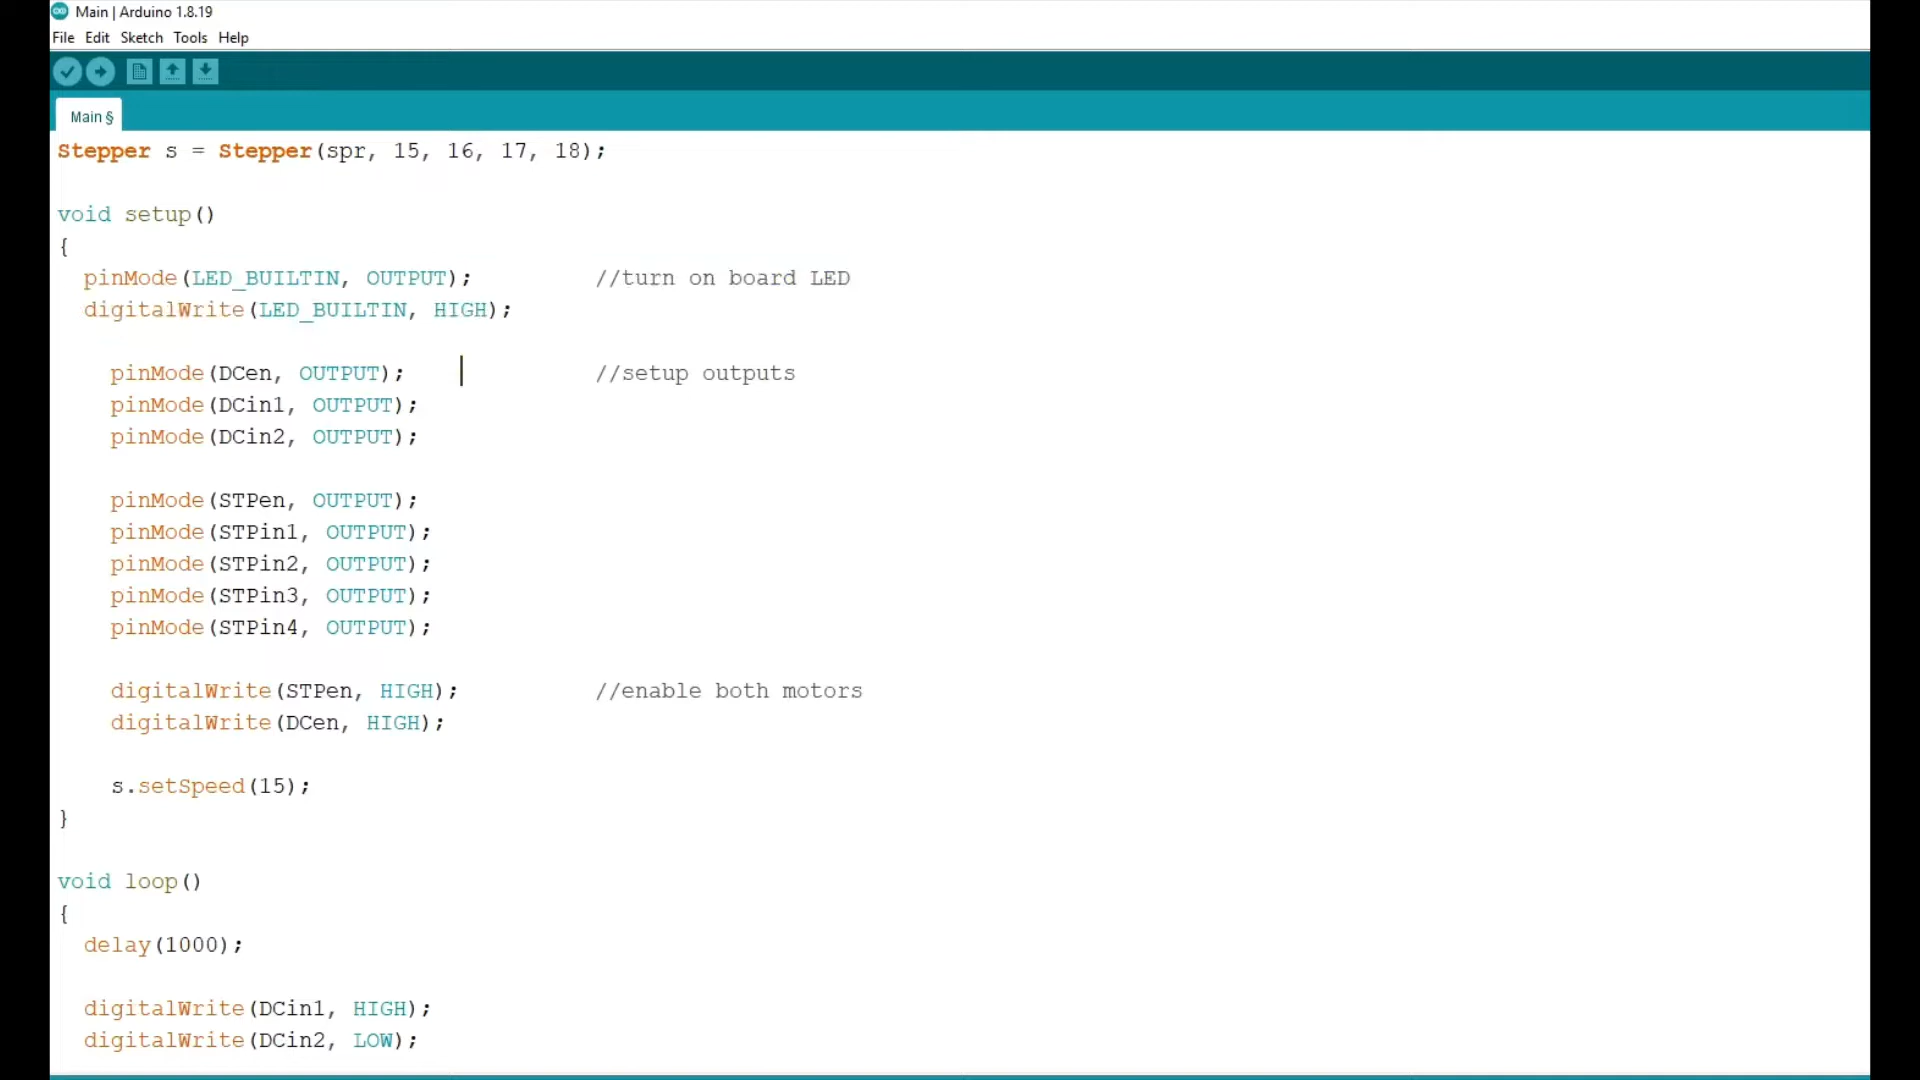 Main | Arduino 1.8.19
File Edit Sketch Tools Help
Main §
Stepper s = Stepper(spr, 15, 16, 17, 18);
void setup()
{
pinMode(LED_BUILTIN, OUTPUT); //turn on board LED
digitalWrite(LED_BUILTIN, HIGH);
pinMode(DCen, OUTPUT); //setup outputs
pinMode(DCin1, OUTPUT);
pinMode(DCin2, OUTPUT);
pinMode(STPen, OUTPUT);
pinMode(STPin1, OUTPUT);
pinMode(STPin2, OUTPUT);
pinMode(STPin3, OUTPUT);
pinMode(STPin4, OUTPUT);
digitalWrite(STPen, HIGH); //enable both motors
digitalWrite(DCen, HIGH);
s.setSpeed(15);
}
void loop()
{
delay(1000);
digitalWrite(DCin1, HIGH);
digitalWrite(DCin2, LOW);